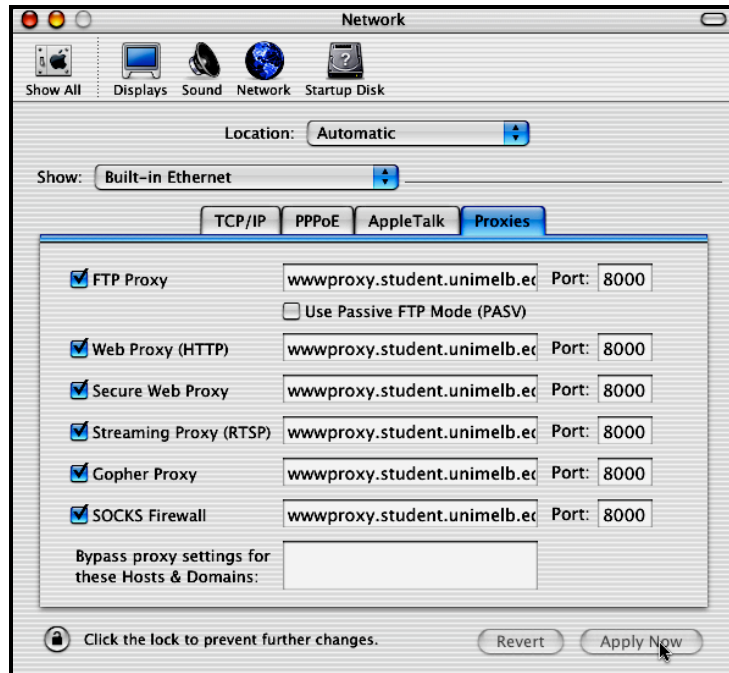 Network
Show All Displays Sound Network Startup Disk
Location: Automatic
Show: Built-in Ethernet
TCP/IP PPPoE AppleTalk Proxies
FTP Proxy wwwproxy.student.unimelb.ec Port: 8000
Use Passive FTP Mode (PASV)
Web Proxy (HTTP) wwwproxy.student.unimelb.ec Port: 8000
Secure Web Proxy wwwproxy.student.unimelb.ec Port: 8000
Streaming Proxy (RTSP) wwwproxy.student.unimelb.ec Port: 8000
Gopher Proxy wwwproxy.student.unimelb.ec Port: 8000
SOCKS Firewall wwwproxy.student.unimelb.ec Port: 8000
Bypass proxy settings for
these Hosts & Domains:
Click the lock to prevent further changes. Revert Apply Now